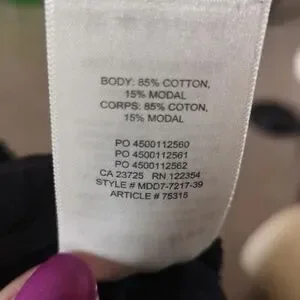 BODY: 85% COTTON,
15% MODAL
CORPS: 85% COTON,
15% MODAL
PO 4500112560
PO 4500112561
PO 4500112562
CA 23725 RN 122354
STYLE # MDD7-7217-39
ARTICLE # 75315